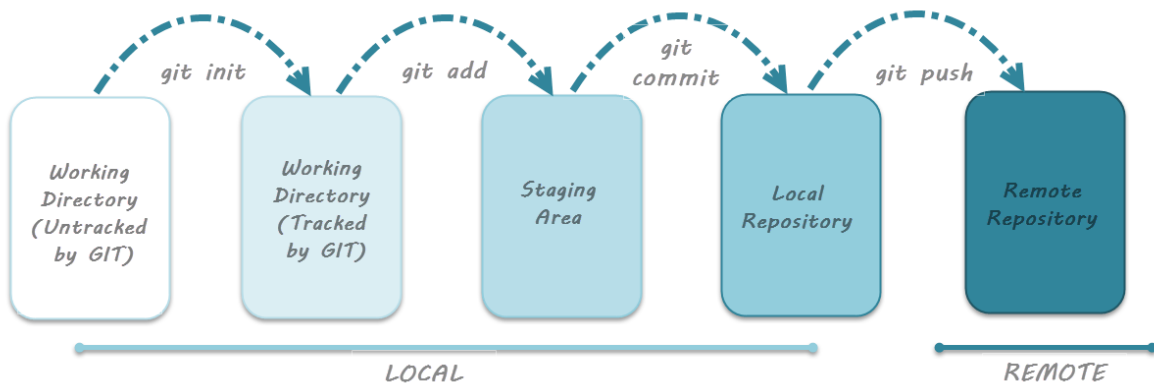 git init
git add
git
commit
git push
Working
Directory
(Untracked
by GIT)
Working
Directory
(Tracked
by GIT)
Staging
Area
Local
Repository
Remote
Repository
LOCAL
REMOTE